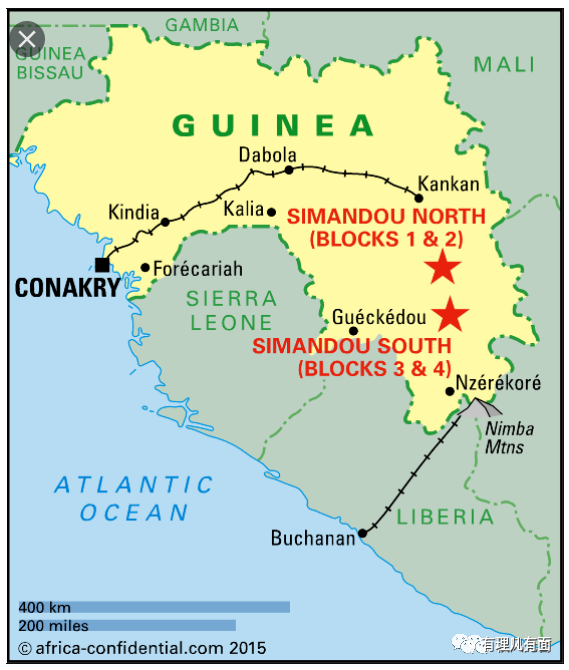 GAMBIA
GUINEA
BISSAU
MALI
GUINEA
Dabola
Kankan
Kindia
Kalia
SIMANDOU NORTH
(BLOCKS 1 & 2)
CONAKRY
Forécariah
SIERRA
LEONE
Guéckédou
SIMANDOU SOUTH
(BLOCKS 3 & 4)
Nzérékoré
Nimba
Mtns
ATLANTIC
OCEAN
LIBERIA
Buchanan
400 km
200 miles
© africa-confidential.com 2015
有理儿有面